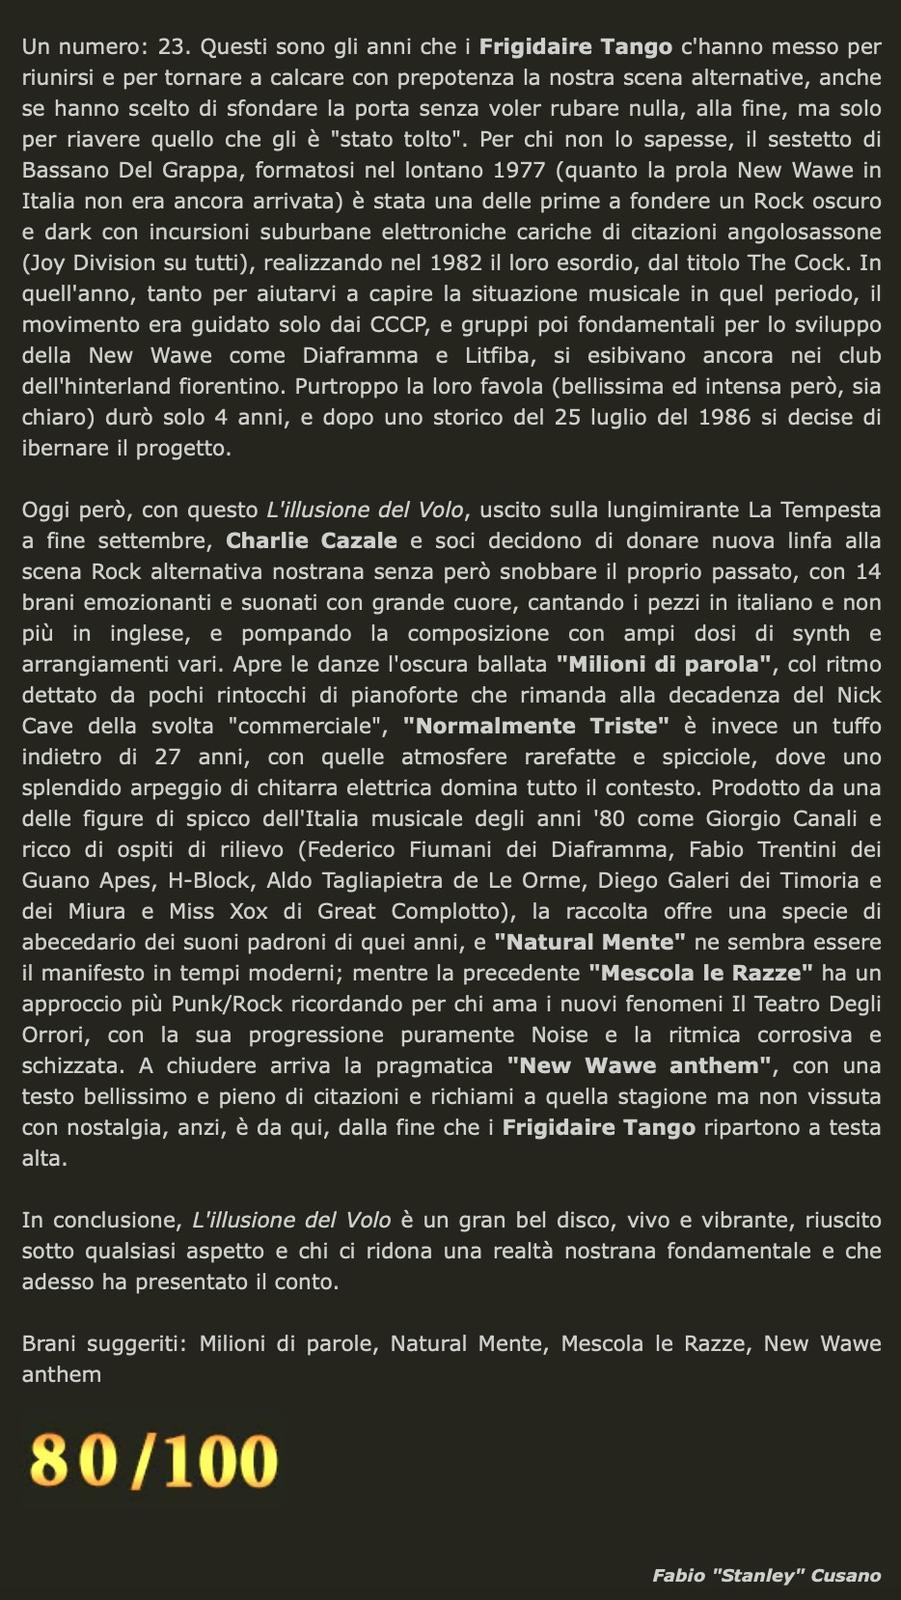 Un numero: 23. Questi sono gli anni che i Frigidaire Tango c'hanno messo per
riunirsi e per tornare a calcare con prepotenza la nostra scena alternative, anche
se hanno scelto di sfondare la porta senza voler rubare nulla, alla fine, ma solo
per riavere quello che gli è "stato tolto". Per chi non lo sapesse, il sestetto di
Bassano Del Grappa, formatosi nel lontano 1977 (quanto la prola New Wawe in
Italia non era ancora arrivata) è stata una delle prime a fondere un Rock oscuro
e dark con incursioni suburbane elettroniche cariche di citazioni angolosassone
(Joy Division su tutti), realizzando nel 1982 il loro esordio, dal titolo The Cock. In
quell'anno, tanto per aiutarvi a capire la situazione musicale in quel periodo, il
movimento era guidato solo dai CCCP, e gruppi poi fondamentali per lo sviluppo
della New Wawe come Diaframma e Litfiba, si esibivano ancora nei club
dell'hinterland fiorentino. Purtroppo la loro favola (bellissima ed intensa però, sia
chiaro) durò solo 4 anni, e dopo uno storico del 25 luglio del 1986 si decise di
ibernare il progetto.
Oggi però, con questo L'illusione del Volo, uscito sulla lungimirante La Tempesta
a fine settembre, Charlie Cazale e soci decidono di donare nuova linfa alla
scena Rock alternativa nostrana senza però snobbare il proprio passato, con 14
brani emozionanti e suonati con grande cuore, cantando i pezzi in italiano e non
più in inglese, e pompando la composizione con ampi dosi di synth e
arrangiamenti vari. Apre le danze l'oscura ballata "Milioni di parola", col ritmo
dettato da pochi rintocchi di pianoforte che rimanda alla decadenza del Nick
Cave della svolta "commerciale", "Normalmente Triste" è invece un tuffo
indietro di 27 anni, con quelle atmosfere rarefatte e spicciole, dove uno
splendido arpeggio di chitarra elettrica domina tutto il contesto. Prodotto da una
delle figure di spicco dell'Italia musicale degli anni '80 come Giorgio Canali e
ricco di ospiti di rilievo (Federico Fiumani dei Diaframma, Fabio Trentini dei
Guano Apes, H-Block, Aldo Tagliapietra de Le Orme, Diego Galeri dei Timoria e
dei Miura e Miss Xox di Great Complotto), la raccolta offre una specie di
abecedario dei suoni padroni di quei anni, e "Natural Mente" ne sembra essere
il manifesto in tempi moderni; mentre la precedente "Mescola le Razze" ha un
approccio più Punk/Rock ricordando per chi ama i nuovi fenomeni Il Teatro Degli
Orrori, con la sua progressione puramente Noise e la ritmica corrosiva e
schizzata. A chiudere arriva la pragmatica "New Wawe anthem", con una
testo bellissimo e pieno di citazioni e richiami a quella stagione ma non vissuta
con nostalgia, anzi, è da qui, dalla fine che i Frigidaire Tango ripartono a testa
alta.
In conclusione, L'illusione del Volo è un gran bel disco, vivo e vibrante, riuscito
sotto qualsiasi aspetto e chi ci ridona una realtà nostrana fondamentale e che
adesso ha presentato il conto.
Brani suggeriti: Milioni di parole, Natural Mente, Mescola le Razze, New Wawe
anthem
80/100
Fabio "Stanley" Cusano